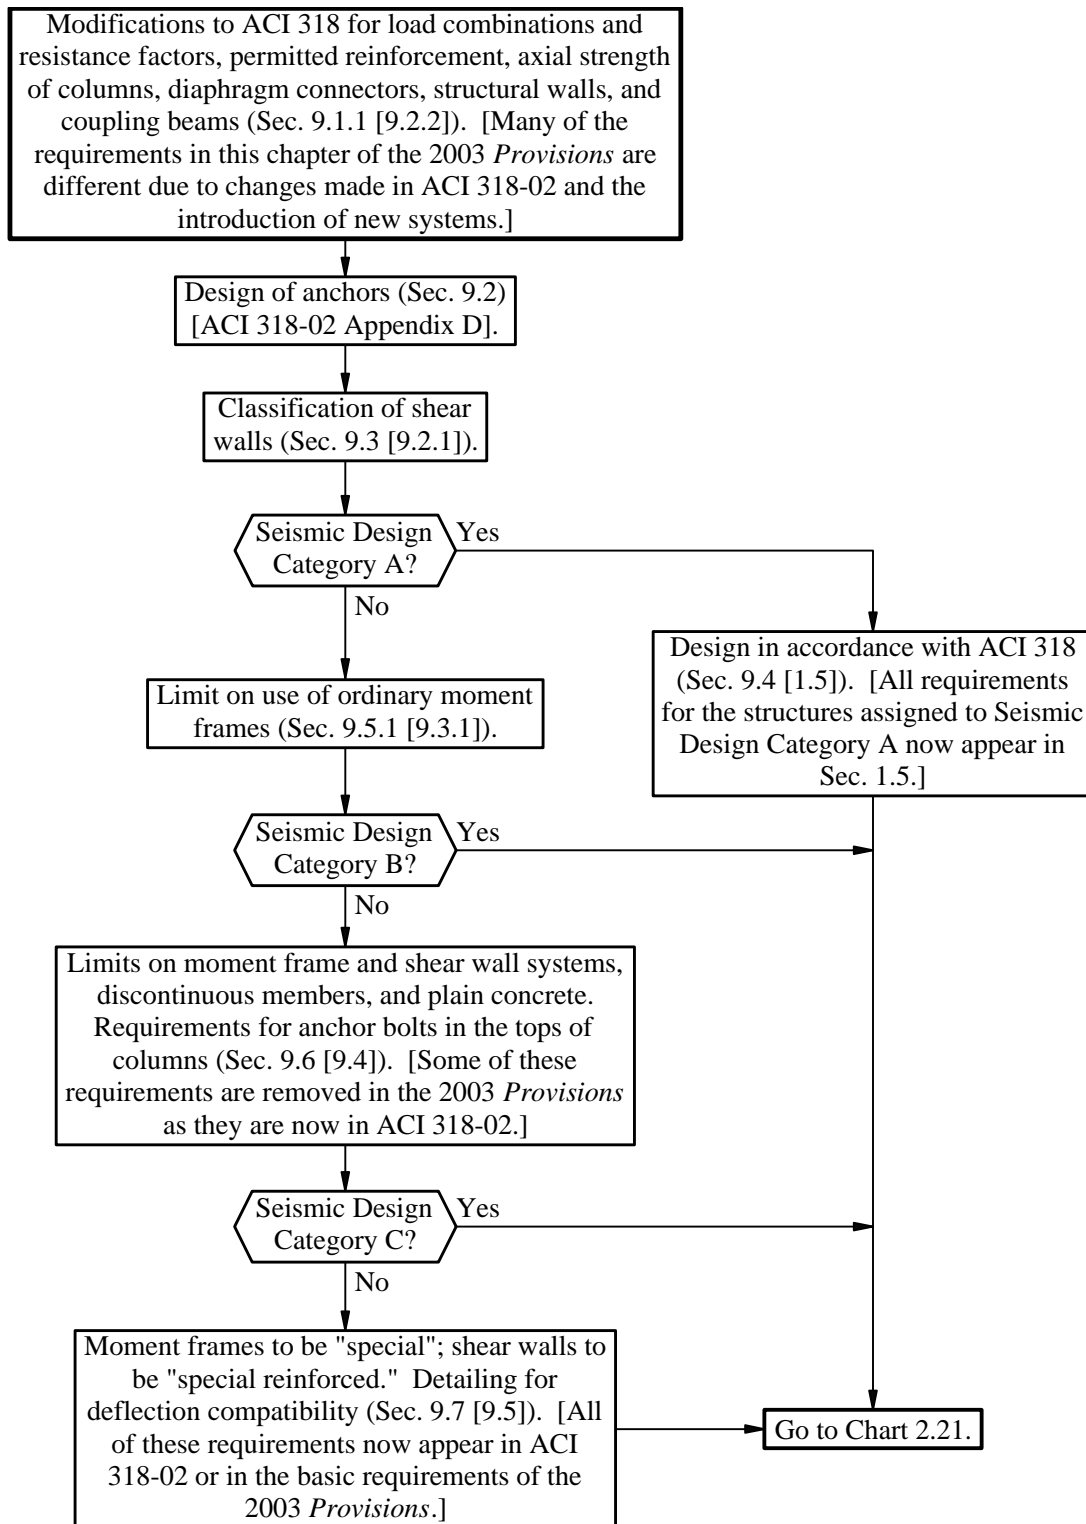 Modifications to ACI 318 for load combinations and
resistance factors, permitted reinforcement, axial strength
of columns, diaphragm connectors, structural walls, and
coupling beams (Sec. 9.1.1 [9.2.2]). [Many of the
requirements in this chapter of the 2003 Provisions are
different due to changes made in ACI 318-02 and the
introduction of new systems.]
Design of anchors (Sec. 9.2)
[ACI 318-02 Appendix D].
Classification of shear
walls (Sec. 9.3 [9.2.1]).
Seismic Design
Category A?
Yes
No
Design in accordance with ACI 318
(Sec. 9.4 [1.5]). [All requirements
for the structures assigned to Seismic
Design Category A now appear in
Sec. 1.5.]
Limit on use of ordinary moment
frames (Sec. 9.5.1 [9.3.1]).
Seismic Design
Category B?
Yes
No
Limits on moment frame and shear wall systems,
discontinuous members, and plain concrete.
Requirements for anchor bolts in the tops of
columns (Sec. 9.6 [9.4]). [Some of these
requirements are removed in the 2003 Provisions
as they are now in ACI 318-02.]
Seismic Design
Category C?
Yes
No
Moment frames to be "special"; shear walls to
be "special reinforced." Detailing for
deflection compatibility (Sec. 9.7 [9.5]). [All
of these requirements now appear in ACI
318-02 or in the basic requirements of the
2003 Provisions.]
Go to Chart 2.21.